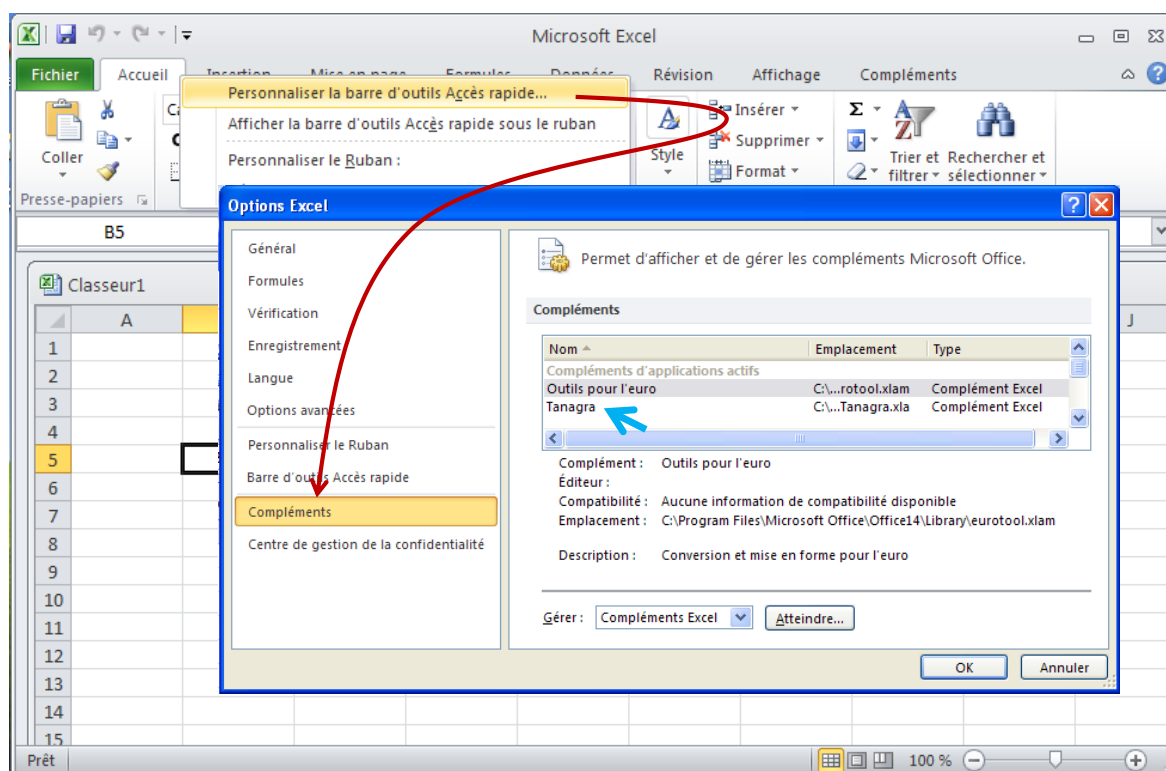 Microsoft Excel
Fichier Accueil Insertion Mise en page Formules Données Révision Affichage Compléments
Personnaliser la barre d'outils Accès rapide...
Afficher la barre d'outils Accès rapide sous le ruban
Personnaliser le Ruban :
Coller
Presse-papiers
Style
Insérer
Supprimer
Format
Σ
Trier et filtrer
Rechercher et sélectionner
B5
Classeur1
A
J
1
2
3
4
5
6
7
8
9
10
11
12
13
14
15
Options Excel
Général
Formules
Vérification
Enregistrement
Langue
Options avancées
Personnaliser le Ruban
Barre d'outils Accès rapide
Compléments
Centre de gestion de la confidentialité
Permet d'afficher et de gérer les compléments Microsoft Office.
Compléments
Nom Emplacement Type
Compléments d'applications actifs
Outils pour l'euro C:\...rotool.xlam Complément Excel
Tanagra C:\...Tanagra.xla Complément Excel
Complément : Outils pour l'euro
Éditeur :
Compatibilité : Aucune information de compatibilité disponible
Emplacement : C:\Program Files\Microsoft Office\Office14\Library\eurotool.xlam
Description : Conversion et mise en forme pour l'euro
Gérer : Compléments Excel Atteindre...
OK Annuler
Prêt 100 %